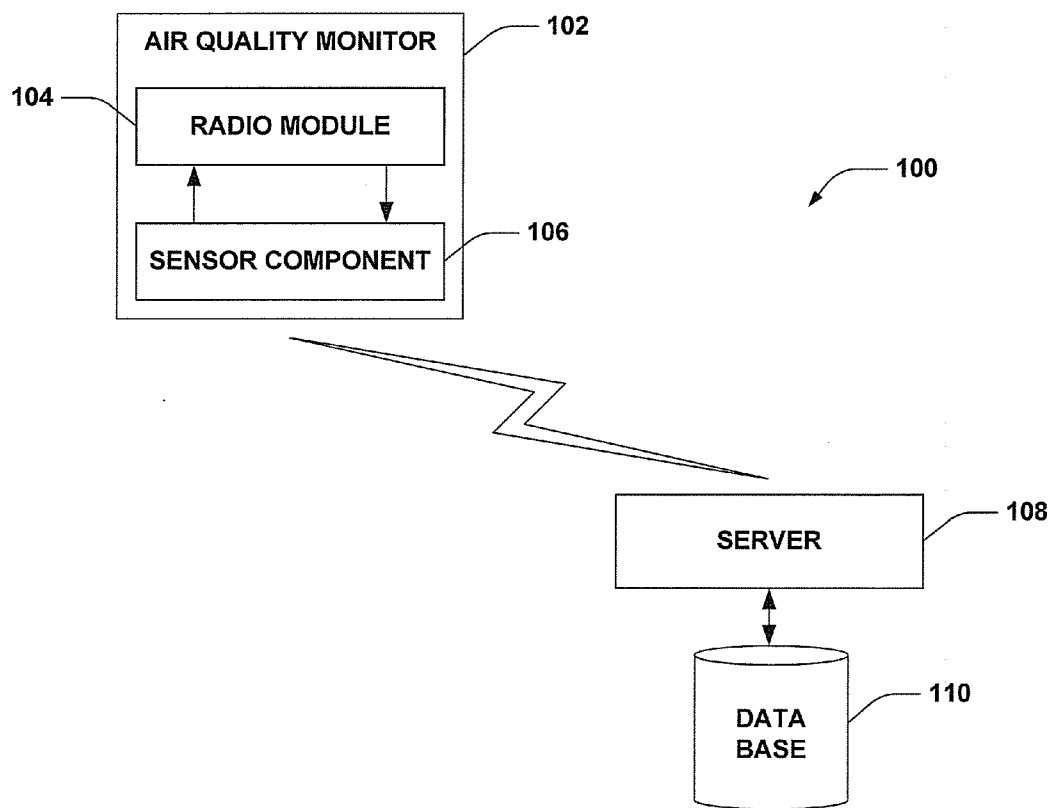 AIR QUALITY MONITOR
102
104
RADIO MODULE
100
106
SENSOR COMPONENT
108
SERVER
110
DATA
BASE